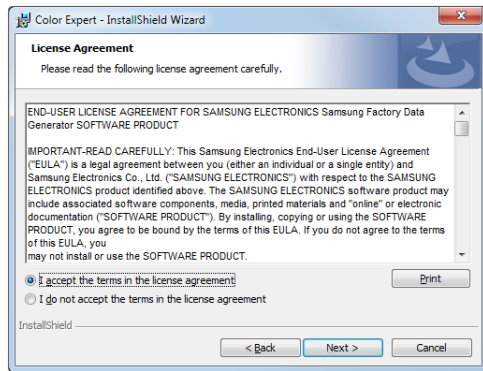 Color Expert - InstallShield Wizard
License Agreement
Please read the following license agreement carefully.
END-USER LICENSE AGREEMENT FOR SAMSUNG ELECTRONICS Samsung Factory Data
Generator SOFTWARE PRODUCT
IMPORTANT-READ CAREFULLY: This Samsung Electronics End-User License Agreement
("EULA") is a legal agreement between you (either an individual or a single entity) and
Samsung Electronics Co., Ltd. ("SAMSUNG ELECTRONICS") with respect to the SAMSUNG
ELECTRONICS product identified above. The SAMSUNG ELECTRONICS software product may
include associated software components, media, printed materials and "online" or electronic
documentation ("SOFTWARE PRODUCT"). By installing, copying or using the SOFTWARE
PRODUCT, you agree to be bound by the terms of this EULA. If you do not agree to the terms
of this EULA, you
may not install or use the SOFTWARE PRODUCT.
I accept the terms in the license agreement
Print
I do not accept the terms in the license agreement
InstallShield
< Back Next > Cancel